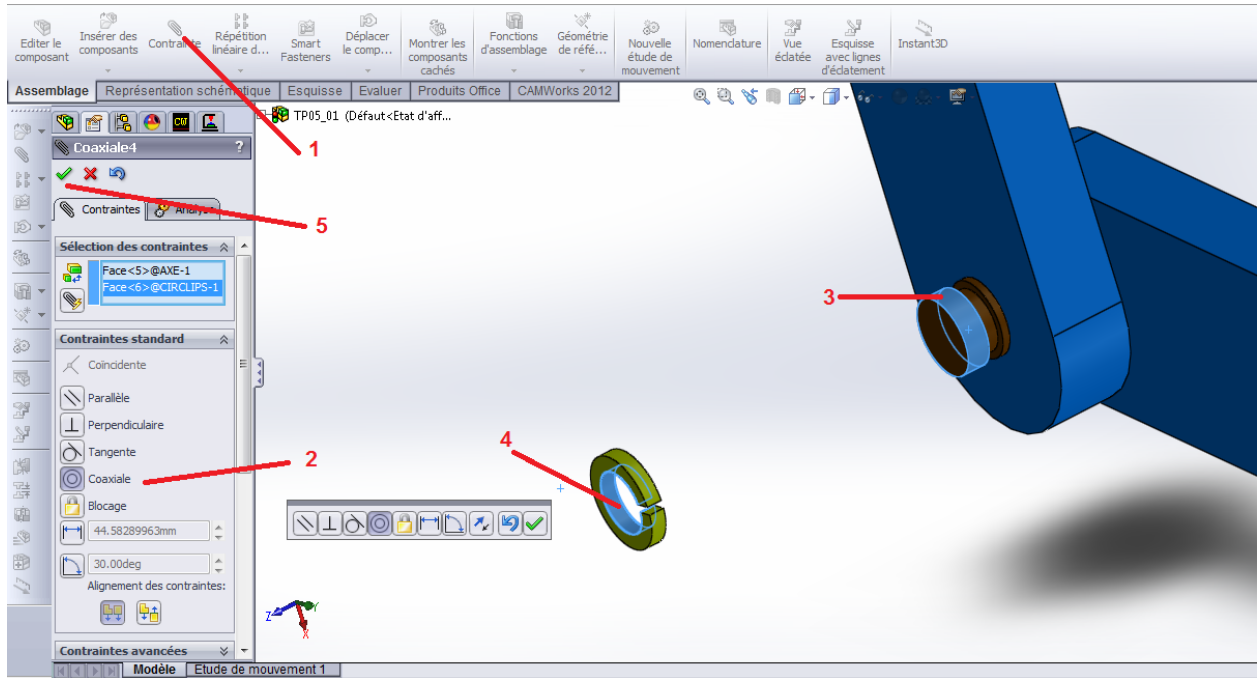 Editer le composant
Insérer des composants
Contrainte
Répétition linéaire d...
Smart Fasteners
Déplacer le comp...
Montrer les composants cachés
Fonctions d'assemblage
Géométrie de réfé...
Nouvelle étude de mouvement
Nomenclature
Vue éclatée
Esquisse avec lignes d'éclatement
Instant3D
Assemblage Représentation schématique Esquisse Evaluer Produits Office CAMWorks 2012
TP05_01 (Défaut<Etat d'aff...
1
Coaxiale4 ?
5
Contraintes Analyse
Sélection des contraintes
Face<5>@AXE-1
Face<6>@CIRCLIPS-1
3
Contraintes standard
Coïncidente
Parallèle
Perpendiculaire
Tangente
4
2
Coaxiale
Blocage
44.58289963mm
30.00deg
Alignement des contraintes:
Z Y X
Contraintes avancées
Modèle Etude de mouvement 1